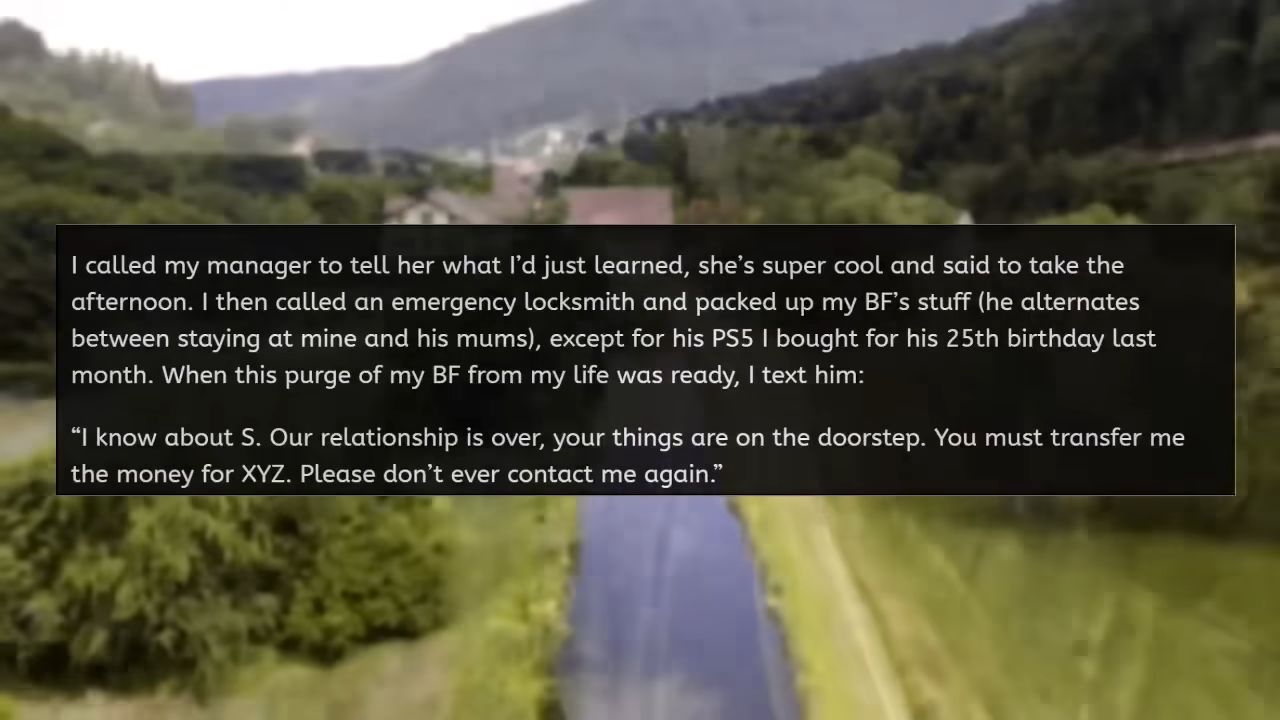 I called my manager to tell her what I’d just learned, she’s super cool and said to take the
afternoon. I then called an emergency locksmith and packed up my BF’s stuff (he alternates
between staying at mine and his mums), except for his PS5 I bought for his 25th birthday last
month. When this purge of my BF from my life was ready, I text him:
“I know about S. Our relationship is over, your things are on the doorstep. You must transfer me
the money for XYZ. Please don’t ever contact me again.”